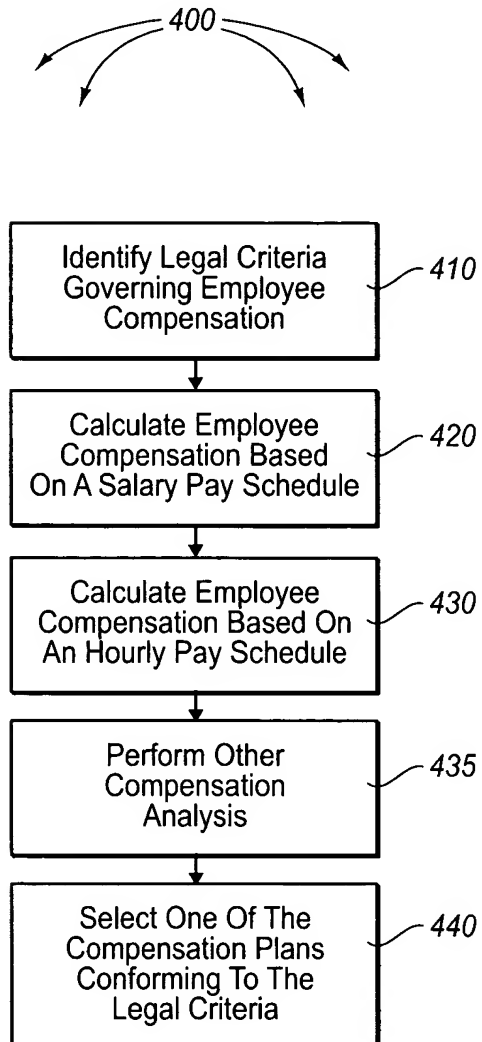 400
Identify Legal Criteria
Governing Employee
Compensation
410
Calculate Employee
Compensation Based
On A Salary Pay Schedule
420
Calculate Employee
Compensation Based On
An Hourly Pay Schedule
430
Perform Other
Compensation
Analysis
435
Select One Of The
Compensation Plans
Conforming To The
Legal Criteria
440